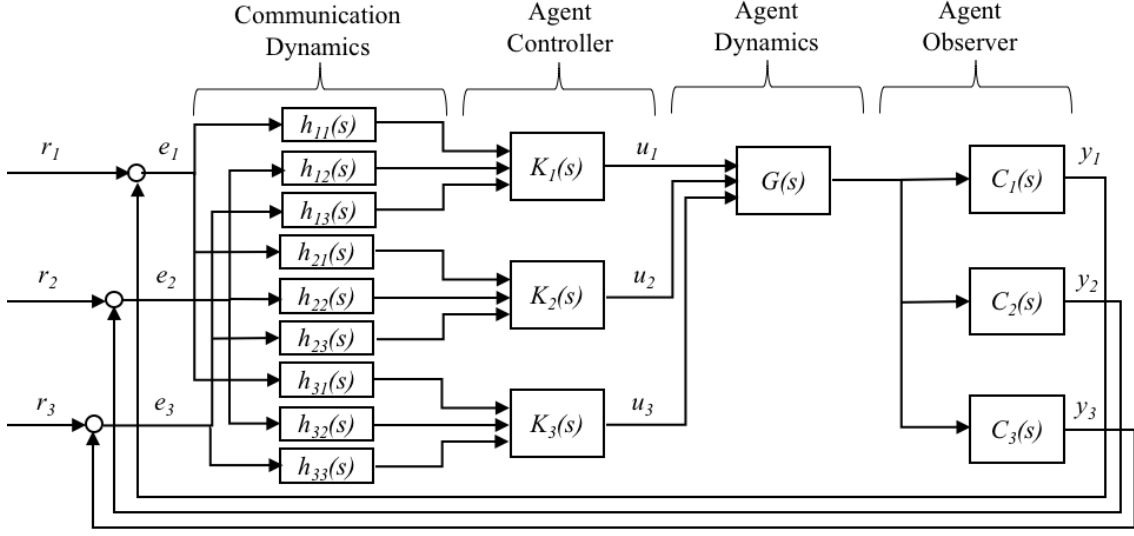 Communication
Dynamics
Agent
Controller
Agent
Dynamics
Agent
Observer
r1
e1
h11(s)
h12(s)
h13(s)
K1(s)
u1
G(s)
C1(s)
y1
r2
e2
h21(s)
h22(s)
h23(s)
K2(s)
u2
C2(s)
y2
r3
e3
h31(s)
h32(s)
h33(s)
K3(s)
u3
C3(s)
y3